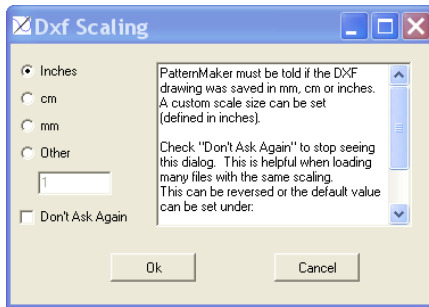 Dxf Scaling
Inches
cm
mm
Other
1
Don't Ask Again
PatternMaker must be told if the DXF
drawing was saved in mm, cm or inches.
A custom scale size can be set
(defined in inches).
Check "Don't Ask Again" to stop seeing
this dialog. This is helpful when loading
many files with the same scaling.
This can be reversed or the default value
can be set under:
Ok
Cancel